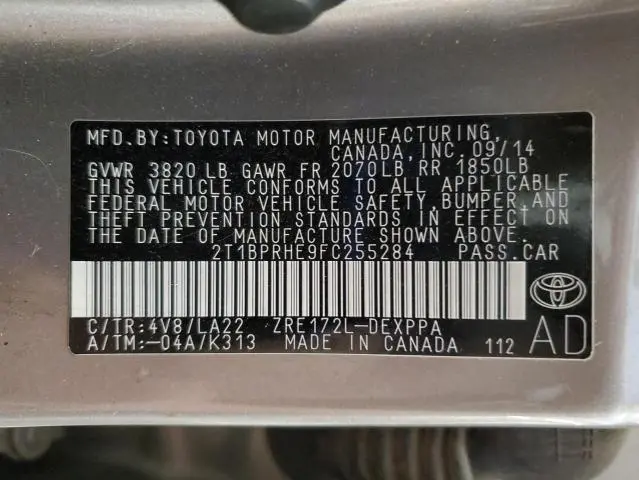 MFD.BY:TOYOTA MOTOR MANUFACTURING,
CANADA,INC. 09/14
GVWR 3820 LB GAWR FR 2070LB RR 1850LB
THIS VEHICLE CONFORMS TO ALL APPLICABLE
FEDERAL MOTOR VEHICLE SAFETY, BUMPER,AND
THEFT PREVENTION STANDARDS IN EFFECT ON
THE DATE OF MANUFACTURE SHOWN ABOVE.
2T1BPRHE9FC255284 PASS.CAR
C/TR:4V8/LA22 ZRE172L-DEXPPA
A/TM:-04A/K313 MADE IN CANADA 112
AD